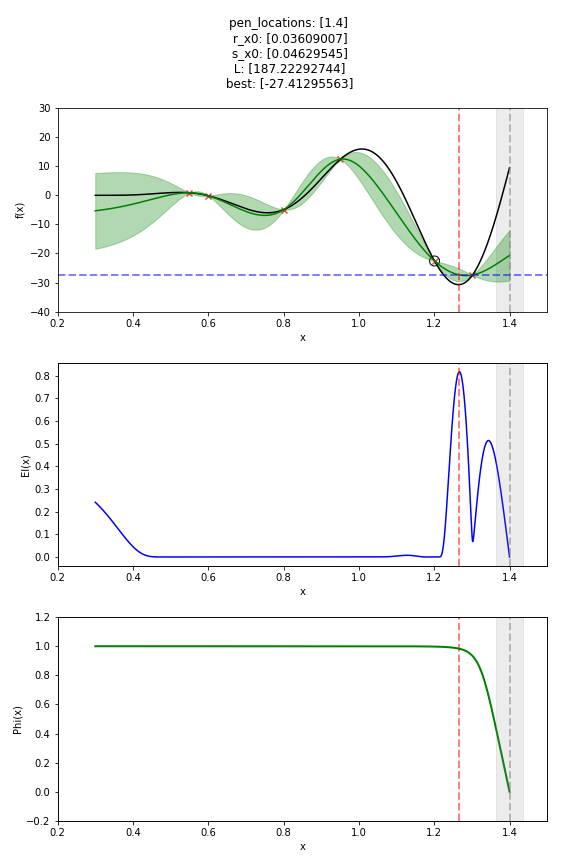 pen_locations: [1.4]
r_x0: [0.03609007]
s_x0: [0.04629545]
L: [187.22292744]
best: [-27.41295563]
30
20
10
0
−10
−20
−30
−40
f(x)
0.2 0.4 0.6 0.8 1.0 1.2 1.4
x
0.8
0.7
0.6
0.5
0.4
0.3
0.2
0.1
0.0
EI(x)
0.2 0.4 0.6 0.8 1.0 1.2 1.4
x
1.2
1.0
0.8
0.6
0.4
0.2
0.0
−0.2
Phi(x)
0.2 0.4 0.6 0.8 1.0 1.2 1.4
x